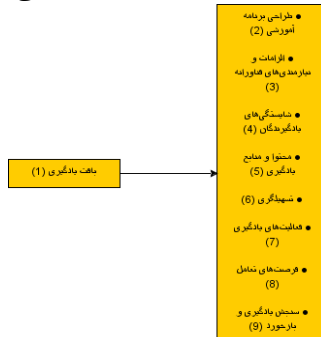 ● طراحی برنامه
آموزشی (2)
● الزامات و
نیازمندی‌های فناورانه
(3)
● شایستگی‌های
یادگیرندگان (4)
● محتوا و منابع
یادگیری (5)
● تسهیلگری (6)
● فعالیت‌های یادگیری
(7)
● فرصت‌های تعامل
(8)
● سنجش یادگیری و
بازخورد (9)
بافت یادگیری (1)